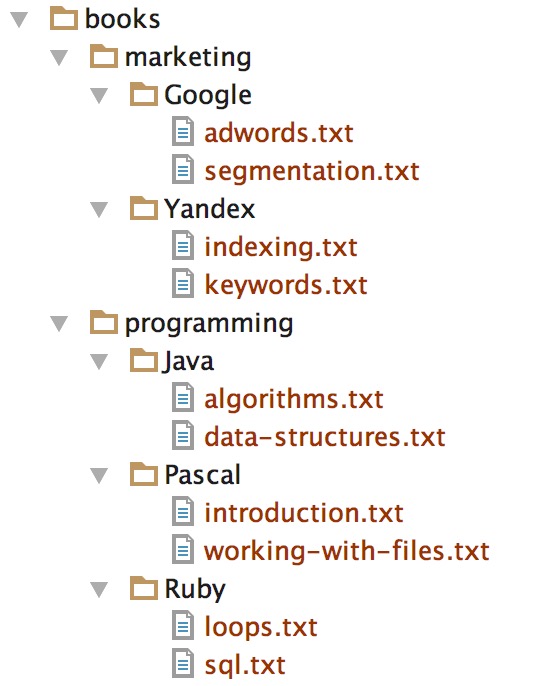 books
marketing
Google
adwords.txt
segmentation.txt
Yandex
indexing.txt
keywords.txt
programming
Java
algorithms.txt
data-structures.txt
Pascal
introduction.txt
working-with-files.txt
Ruby
loops.txt
sql.txt